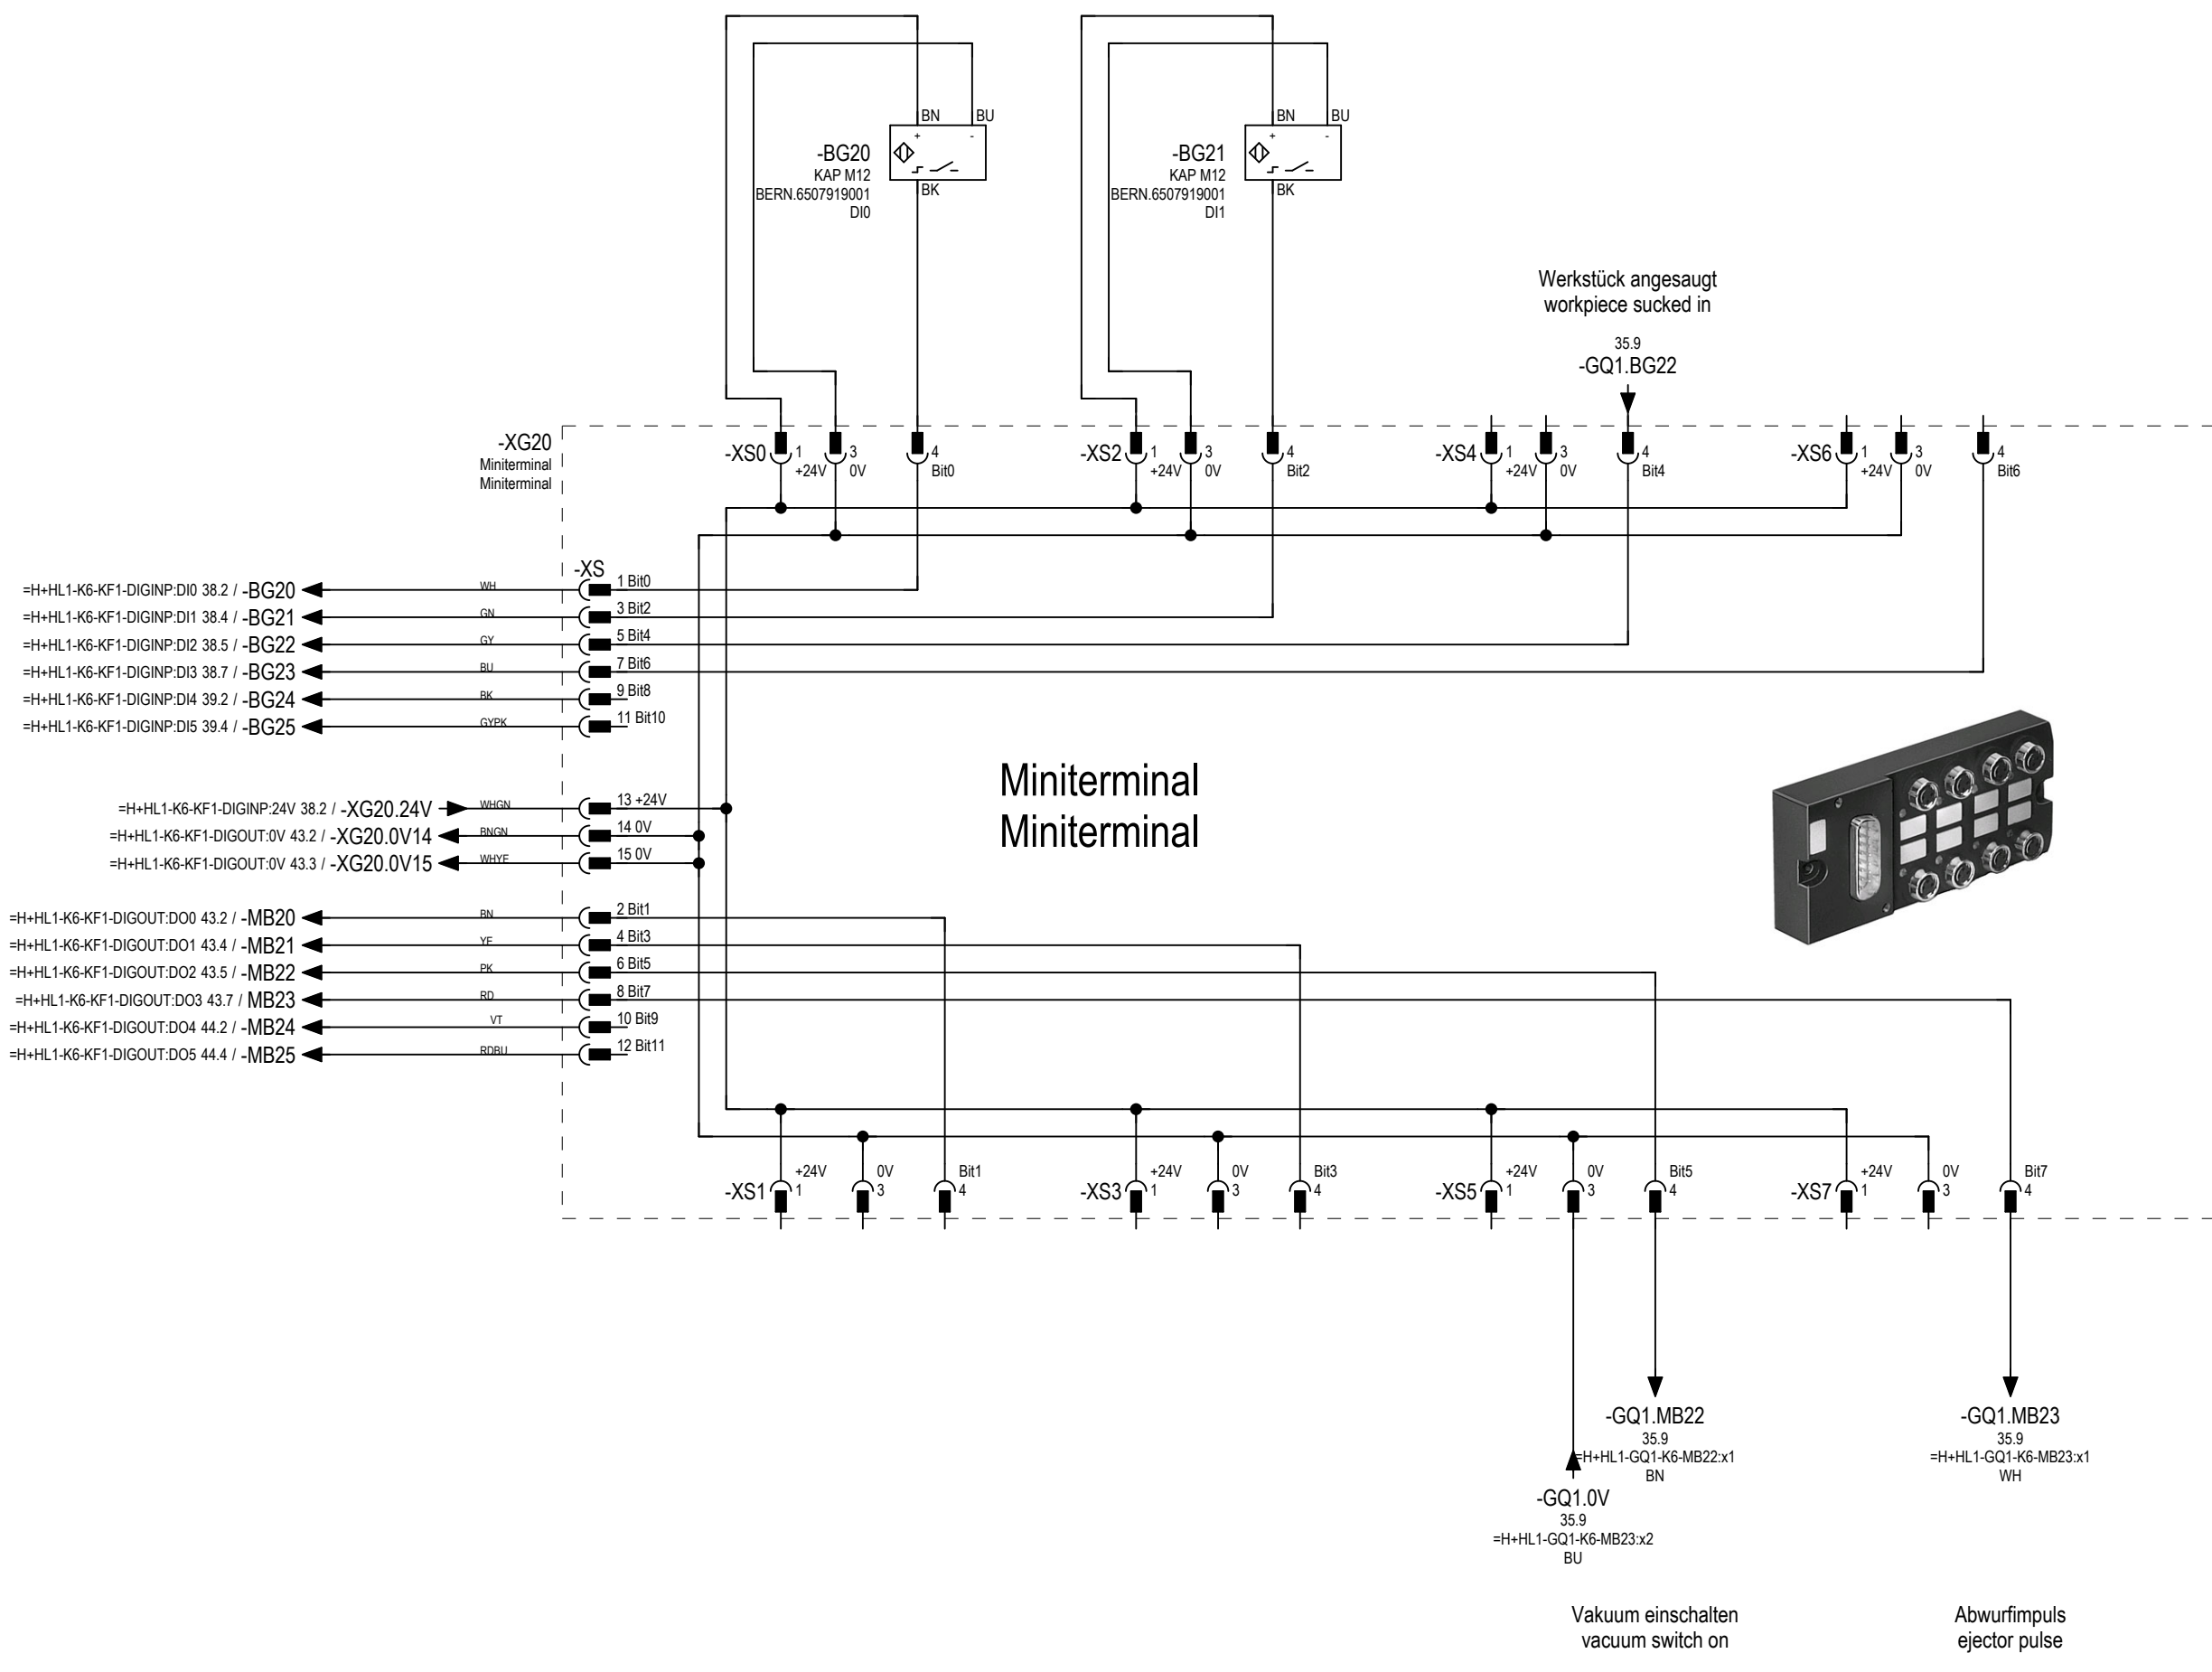 BN BU
+ -
-BG20
KAP M12
BERN.6507919001
DI0
BK
BN BU
+ -
-BG21
KAP M12
BERN.6507919001
DI1
BK
Werkstück angesaugt
workpiece sucked in
35.9
-GQ1.BG22
-XG20
Miniterminal
Miniterminal
-XS0 1 +24V 3 0V 4 Bit0
-XS2 1 +24V 3 0V 4 Bit2
-XS4 1 +24V 3 0V 4 Bit4
-XS6 1 +24V 3 0V 4 Bit6
-XS
=H+HL1-K6-KF1-DIGINP:DI0 38.2 / -BG20 WH 1 Bit0
=H+HL1-K6-KF1-DIGINP:DI1 38.4 / -BG21 GN 3 Bit2
=H+HL1-K6-KF1-DIGINP:DI2 38.5 / -BG22 GY 5 Bit4
=H+HL1-K6-KF1-DIGINP:DI3 38.7 / -BG23 BU 7 Bit6
=H+HL1-K6-KF1-DIGINP:DI4 39.2 / -BG24 BK 9 Bit8
=H+HL1-K6-KF1-DIGINP:DI5 39.4 / -BG25 GYPK 11 Bit10
Miniterminal
Miniterminal
=H+HL1-K6-KF1-DIGINP:24V 38.2 / -XG20.24V WHGN 13 +24V
=H+HL1-K6-KF1-DIGOUT:0V 43.2 / -XG20.0V14 BNGN 14 0V
=H+HL1-K6-KF1-DIGOUT:0V 43.3 / -XG20.0V15 WHYE 15 0V
=H+HL1-K6-KF1-DIGOUT:DO0 43.2 / -MB20 BN 2 Bit1
=H+HL1-K6-KF1-DIGOUT:DO1 43.4 / -MB21 YE 4 Bit3
=H+HL1-K6-KF1-DIGOUT:DO2 43.5 / -MB22 PK 6 Bit5
=H+HL1-K6-KF1-DIGOUT:DO3 43.7 / MB23 RD 8 Bit7
=H+HL1-K6-KF1-DIGOUT:DO4 44.2 / -MB24 VT 10 Bit9
=H+HL1-K6-KF1-DIGOUT:DO5 44.4 / -MB25 RDBU 12 Bit11
-XS1 +24V 1 0V 3 Bit1 4
-XS3 +24V 1 0V 3 Bit3 4
-XS5 +24V 1 0V 3 Bit5 4
-XS7 +24V 1 0V 3 Bit7 4
-GQ1.MB22
35.9
=H+HL1-GQ1-K6-MB22:x1
BN
-GQ1.MB23
35.9
=H+HL1-GQ1-K6-MB23:x1
WH
-GQ1.0V
35.9
=H+HL1-GQ1-K6-MB23:x2
BU
Vakuum einschalten
vacuum switch on
Abwurfimpuls
ejector pulse